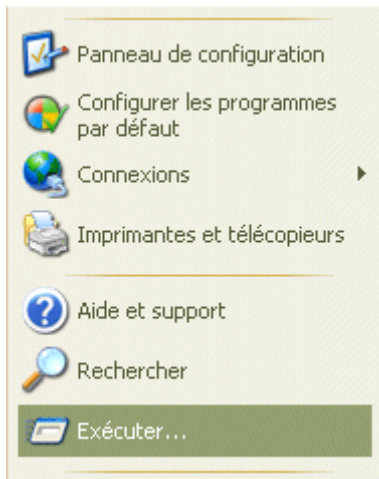 Panneau de configuration
Configurer les programmes
par défaut
Connexions
Imprimantes et télécopieurs
Aide et support
Rechercher
Exécuter...